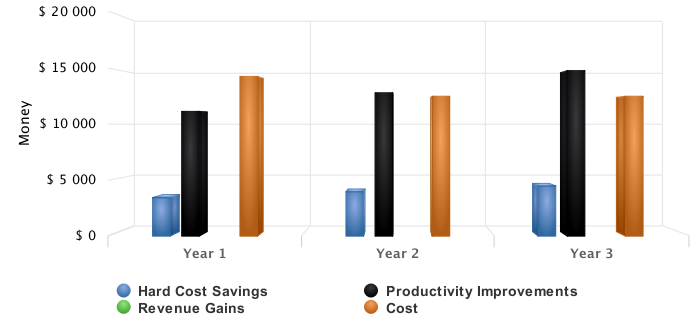 $ 20 000
$ 15 000
$ 10 000
$ 5 000
$ 0
Money
Year 1 Year 2 Year 3
Hard Cost Savings Productivity Improvements
Revenue Gains Cost